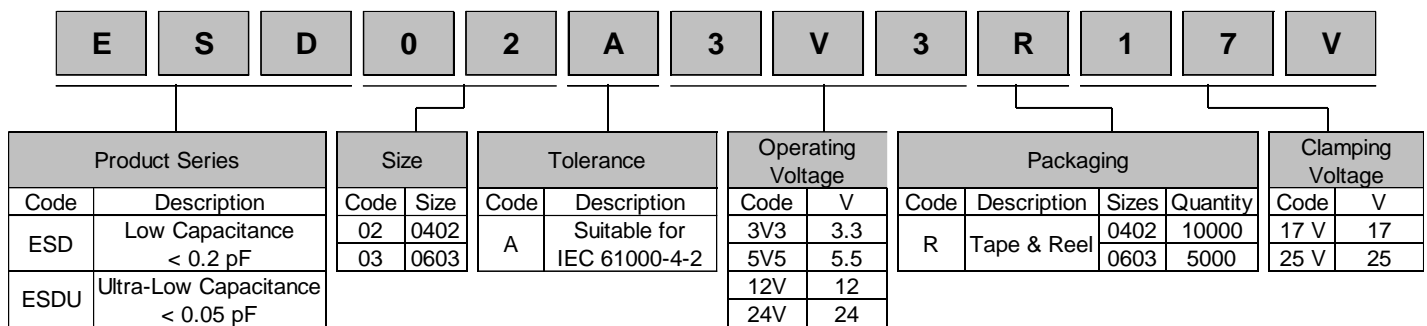 E S D 0 2 A 3 V 3 R 1 7 V
Product Series
Code Description
ESD Low Capacitance
< 0.2 pF
ESDU Ultra-Low Capacitance
< 0.05 pF
Size
Code Size
02 0402
03 0603
Tolerance
Code Description
A Suitable for
IEC 61000-4-2
Operating
Voltage
Code V
3V3 3.3
5V5 5.5
12V 12
24V 24
Packaging
Code Description Sizes Quantity
R Tape & Reel 0402 10000
0603 5000
Clamping
Voltage
Code V
17 V 17
25 V 25